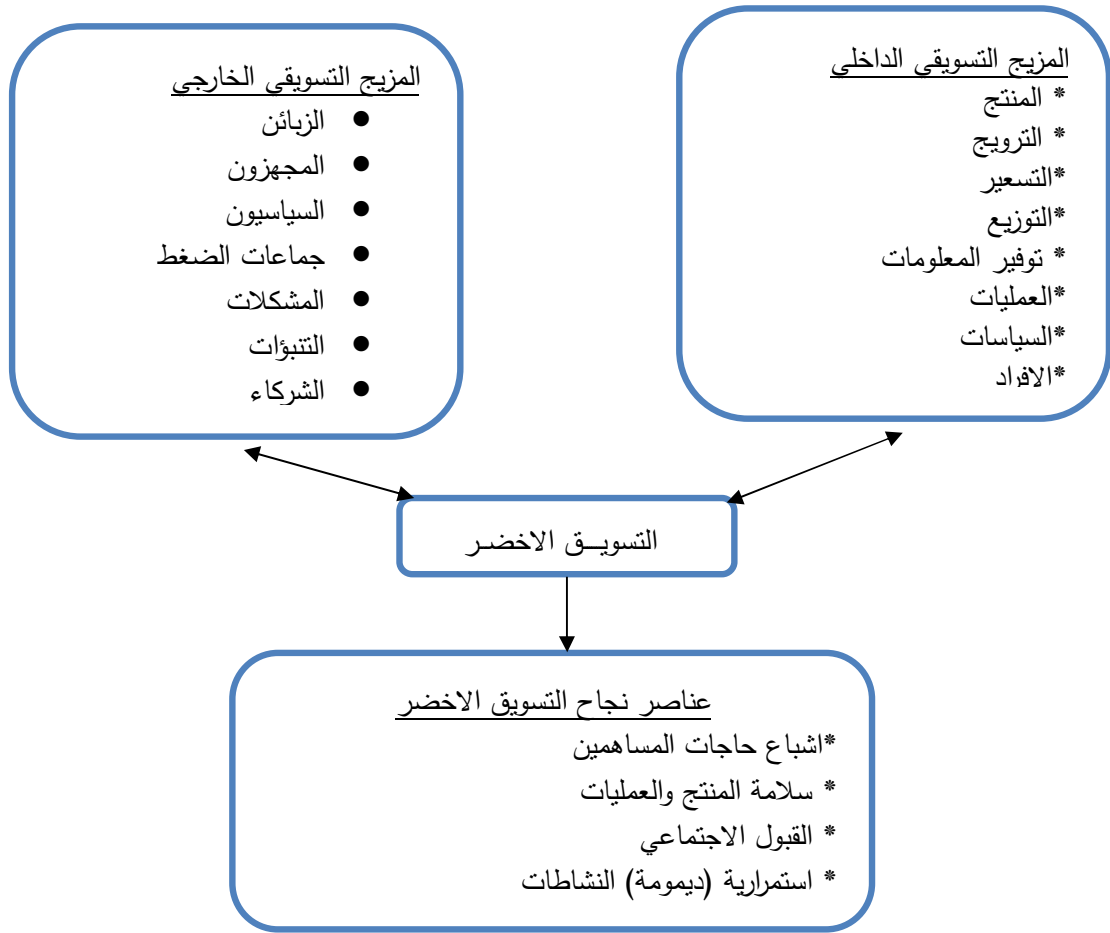 المزيج التسويقي الداخلي
* المنتج
* الترويج
*التسعير
*التوزيع
* توفير المعلومات
*العمليات
*السياسات
*الافراد
المزيج التسويقي الخارجي
● الزبائن
● المجهزون
● السياسيون
● جماعات الضغط
● المشكلات
● التنبؤات
● الشركاء
التسويــق الاخضـر
عناصر نجاح التسويق الاخضر
*اشباع حاجات المساهمين
* سلامة المنتج والعمليات
* القبول الاجتماعي
* استمرارية (ديمومة) النشاطات